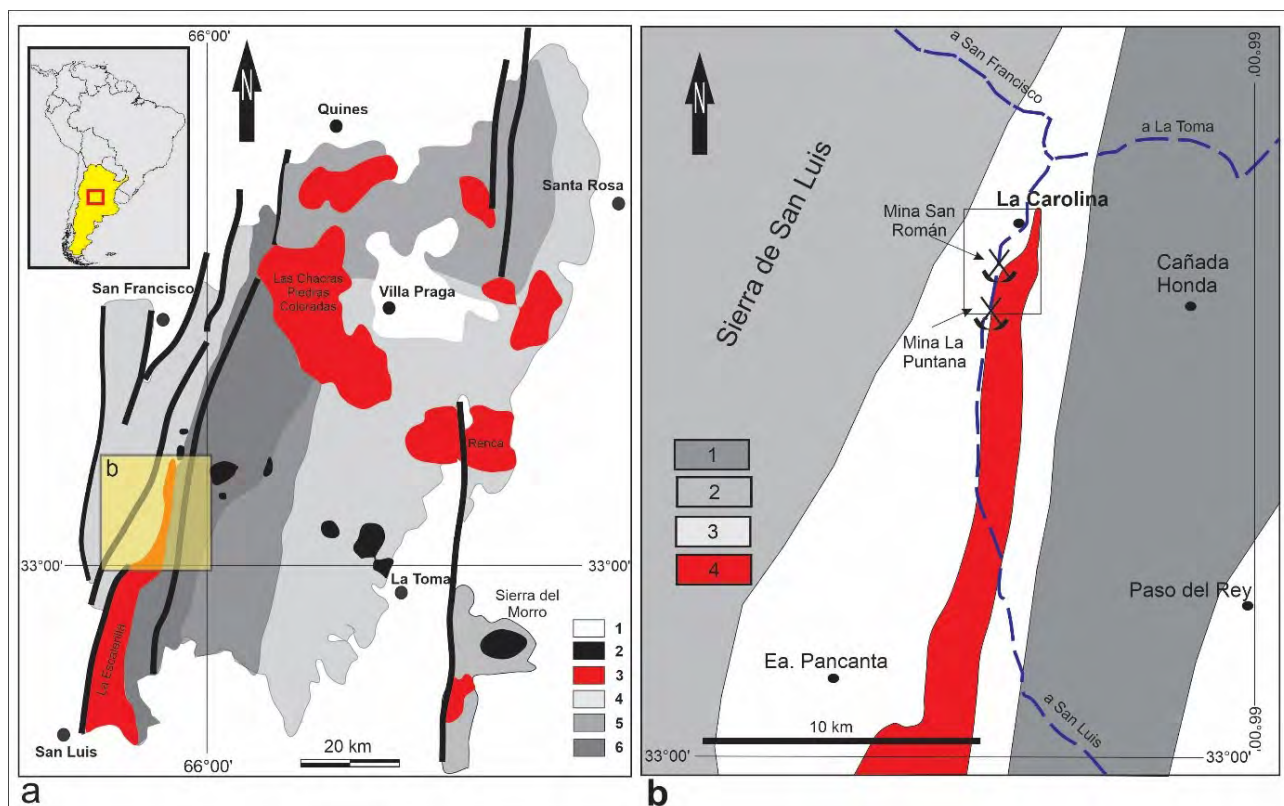 66°00'
N
Quines
Santa Rosa
San Francisco
Las Chacras
Piedras
Coloradas
Villa Praga
Renca
b
33°00'
33°00'
La Toma
Sierra del
Morro
La Escalerilla
San Luis
66°00'
20 km
1
2
3
4
5
6
a
N
a San Francisco
66°00'
a La Toma
La Carolina
Mina San
Román
Sierra de San Luis
Cañada
Honda
Mina La
Puntana
1
2
3
4
Paso del Rey
Ea. Pancanta
10 km
a San Luis
66°00'
33°00'
33°00'
b